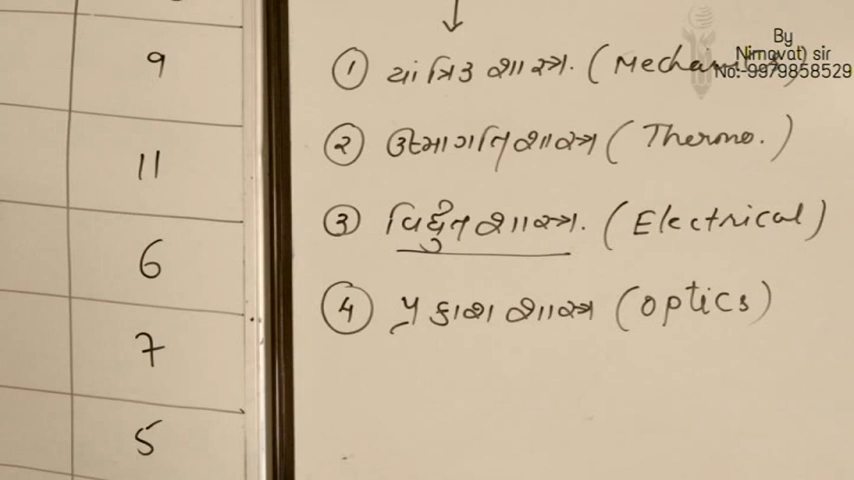 9
11
6
7
5
↓
① યાંત્રિક શાસ્ત્ર. (Mechanics)
② ઉષ્માગતિશાસ્ત્ર (Thermo.)
③ વિદ્યુતશાસ્ત્ર. (Electrical)
④ પ્રકાશ શાસ્ત્ર (Optics)
By
Nimavat) sir
No:-9979858529